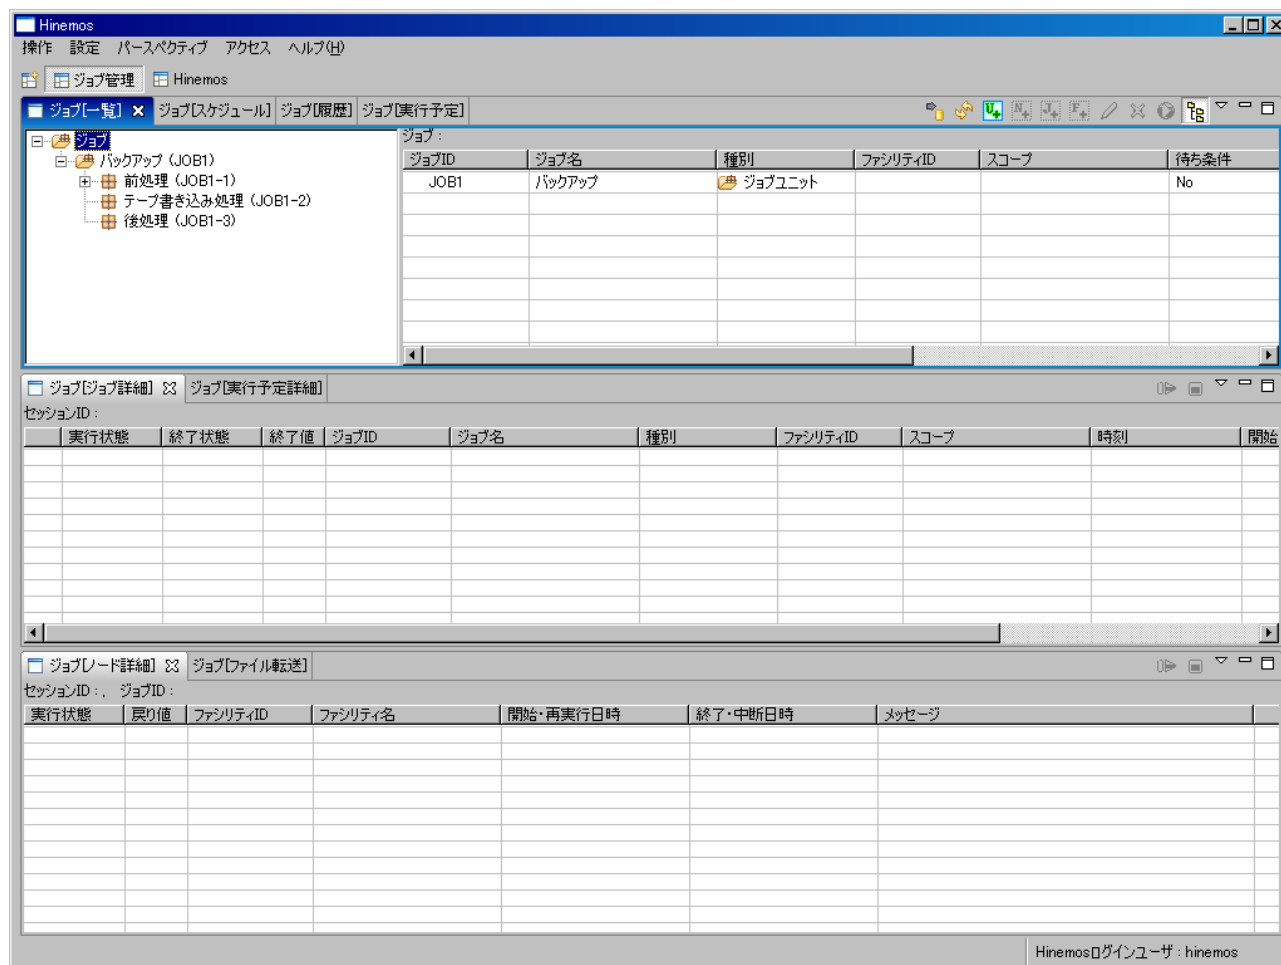 Hinemos
操作 設定 パースペクティブ アクセス ヘルプ(H)
ジョブ管理 Hinemos
ジョブ[一覧] ジョブ[スケジュール] ジョブ[履歴] ジョブ[実行予定]
ジョブ
バックアップ (JOB1)
前処理 (JOB1-1)
テープ書き込み処理 (JOB1-2)
後処理 (JOB1-3)
ジョブ :
ジョブID ジョブ名 種別 ファシリティID スコープ 待ち条件
JOB1 バックアップ ジョブユニット No
ジョブ[ジョブ詳細] ジョブ[実行予定詳細]
セッションID :
実行状態 終了状態 終了値 ジョブID ジョブ名 種別 ファシリティID スコープ 時刻 開始
ジョブ[ノード詳細] ジョブ[ファイル転送]
セッションID : , ジョブID :
実行状態 戻り値 ファシリティID ファシリティ名 開始・再実行日時 終了・中断日時 メッセージ
Hinemosログインユーザ : hinemos